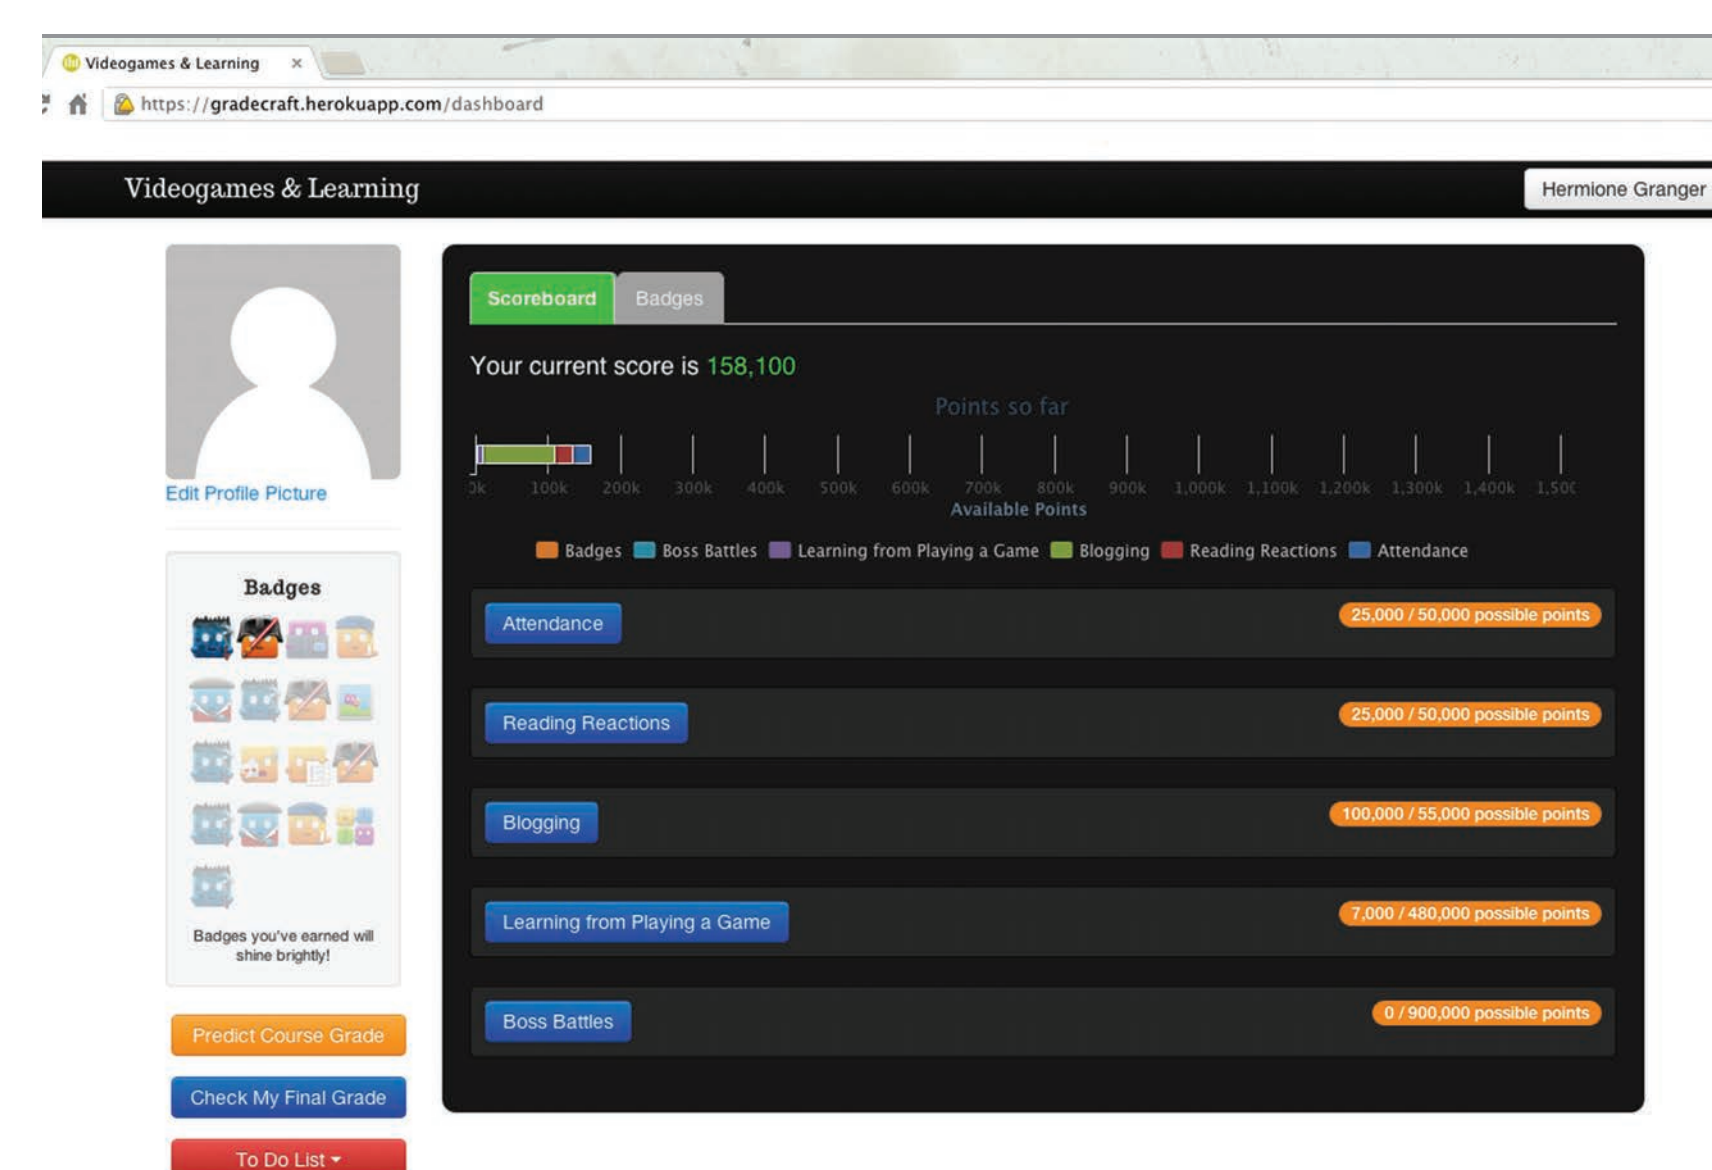 Videogames & Learning ×
https://gradecraft.herokuapp.com/dashboard
Videogames & Learning
Hermione Granger
Edit Profile Picture
Badges
Badges you've earned will
shine brightly!
Predict Course Grade
Check My Final Grade
To Do List
Scoreboard Badges
Your current score is 158,100
Points so far
0k 100k 200k 300k 400k 500k 600k 700k 800k 900k 1,000k 1,100k 1,200k 1,300k 1,400k
Available Points
Badges Boss Battles Learning from Playing a Game Blogging Reading Reactions Attendance
Attendance 25,000 / 50,000 possible points
Reading Reactions 25,000 / 50,000 possible points
Blogging 100,000 / 55,000 possible points
Learning from Playing a Game 7,000 / 480,000 possible points
Boss Battles 0 / 900,000 possible points